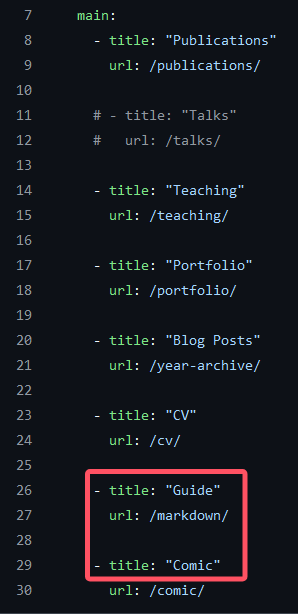 7 main:
8 - title: "Publications"
9 url: /publications/
10
11 # - title: "Talks"
12 #   url: /talks/
13
14 - title: "Teaching"
15 url: /teaching/
16
17 - title: "Portfolio"
18 url: /portfolio/
19
20 - title: "Blog Posts"
21 url: /year-archive/
22
23 - title: "CV"
24 url: /cv/
25
26 - title: "Guide"
27 url: /markdown/
28
29 - title: "Comic"
30 url: /comic/